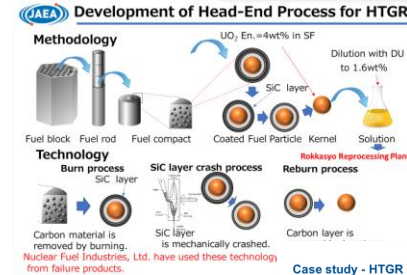 JAEA
Development of Head-End Process for HTGR
Methodology
UO2 En.=4wt% in SF
Dilution with DU
to 1.6wt%
SiC layer
Fuel block
Fuel rod
Fuel compact
Coated Fuel Particle
Kernel
Solution
Rokkasyo Reprocessing Plant
Technology
Burn process
SiC layer
SiC layer crash process
Reburn process
Carbon material is
removed by burning.
SiC layer
is mechanically crashed.
Carbon layer is
Nuclear Fuel Industries, Ltd. have used these technology
from failure products.
Case study - HTGR